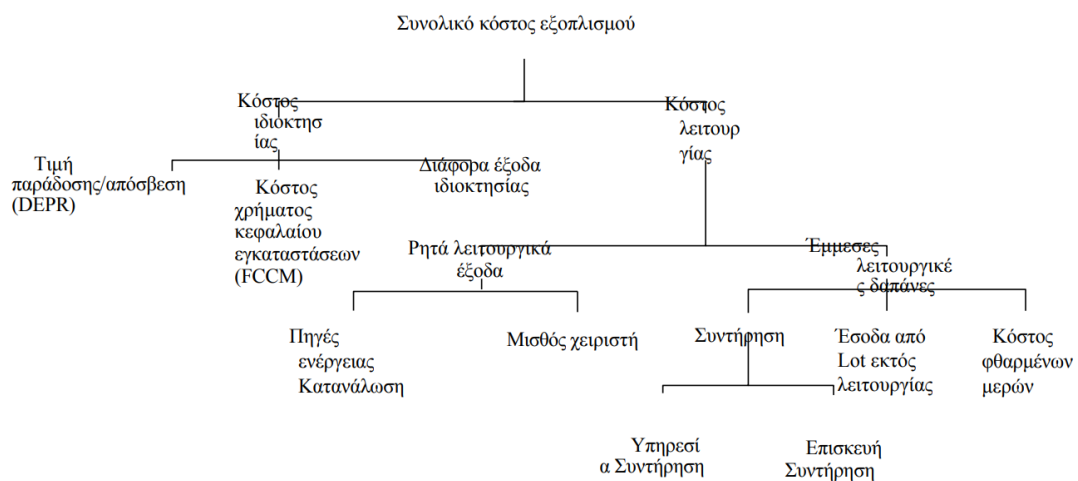 Συνολικό κόστος εξοπλισμού
Κόστος
ιδιοκτησ
ίας
Κόστος
λειτουρ
γίας
Τιμή
παράδοσης/απόσβεση
(DEPR)
Κόστος
χρήματος
κεφαλαίου
εγκαταστάσεων
(FCCM)
Διάφορα έξοδα
ιδιοκτησίας
Ρητά λειτουργικά
έξοδα
Έμμεσες
λειτουργικέ
ς δαπάνες
Πηγές
ενέργειας
Κατανάλωση
Μισθός χειριστή
Συντήρηση
Έσοδα από
Lot εκτός
λειτουργίας
Κόστος
φθαρμένων
μερών
Υπηρεσί
α Συντήρηση
Επισκευή
Συντήρηση